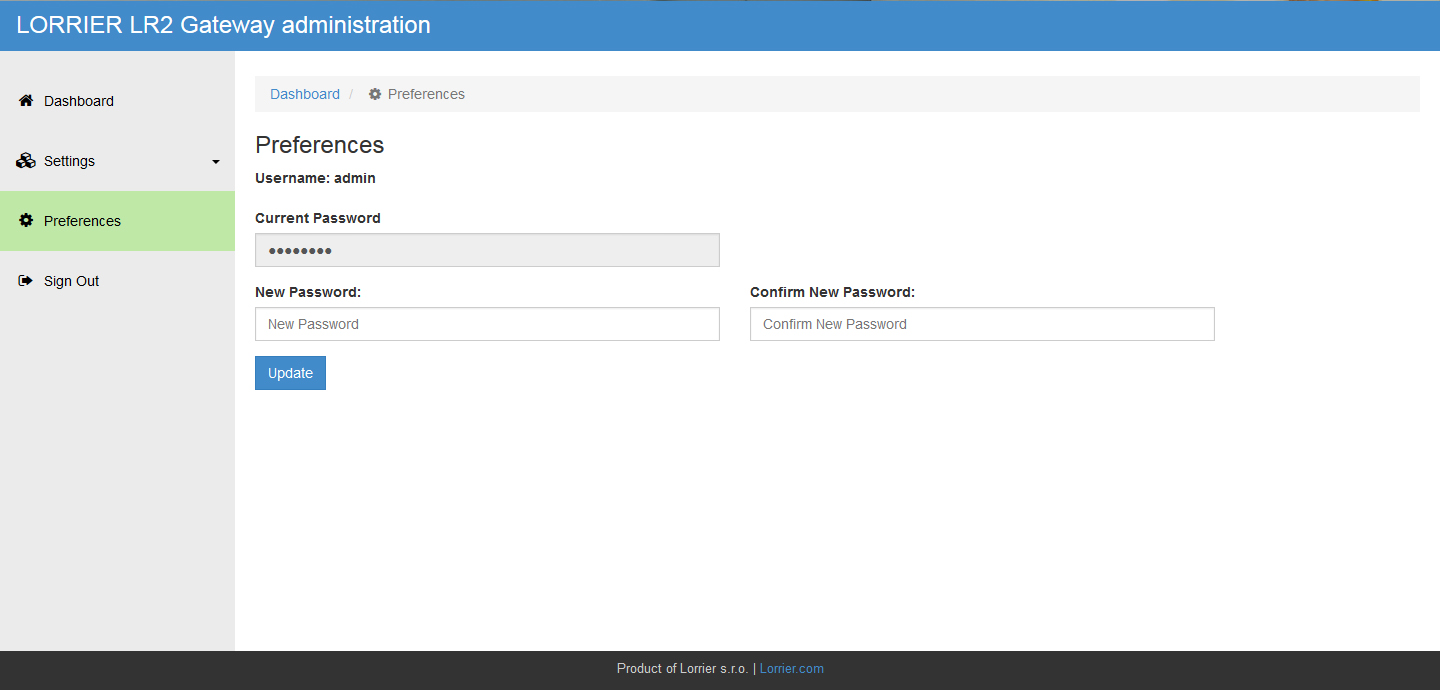 LORRIER LR2 Gateway administration
Dashboard
Settings
Preferences
Sign Out
Dashboard / Preferences
Preferences
Username: admin
Current Password
••••••••
New Password: Confirm New Password:
New Password Confirm New Password
Update
Product of Lorrier s.r.o. | Lorrier.com